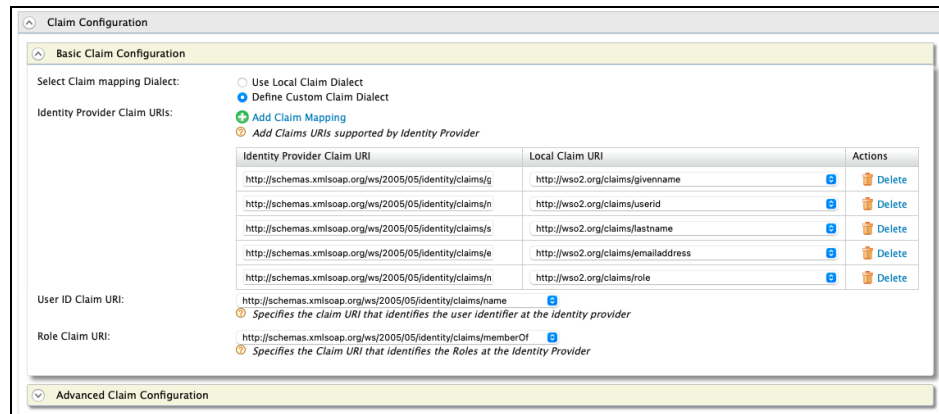 Claim Configuration
Basic Claim Configuration
Select Claim mapping Dialect:
Use Local Claim Dialect
Define Custom Claim Dialect
Identity Provider Claim URIs:
Add Claim Mapping
Add Claims URIs supported by Identity Provider
Identity Provider Claim URI Local Claim URI Actions
http://schemas.xmlsoap.org/ws/2005/05/identity/claims/g http://wso2.org/claims/givenname Delete
http://schemas.xmlsoap.org/ws/2005/05/identity/claims/n http://wso2.org/claims/userid Delete
http://schemas.xmlsoap.org/ws/2005/05/identity/claims/s http://wso2.org/claims/lastname Delete
http://schemas.xmlsoap.org/ws/2005/05/identity/claims/e http://wso2.org/claims/emailaddress Delete
http://schemas.xmlsoap.org/ws/2005/05/identity/claims/n http://wso2.org/claims/role Delete
User ID Claim URI: http://schemas.xmlsoap.org/ws/2005/05/identity/claims/name
Specifies the claim URI that identifies the user identifier at the identity provider
Role Claim URI: http://schemas.xmlsoap.org/ws/2005/05/identity/claims/memberOf
Specifies the Claim URI that identifies the Roles at the Identity Provider
Advanced Claim Configuration